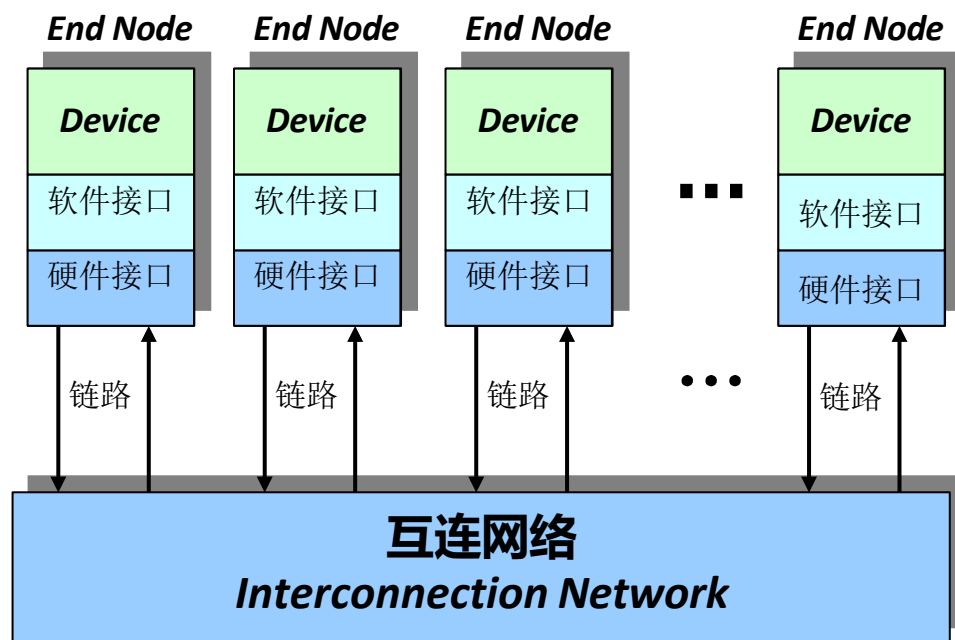 End Node End Node End Node End Node
Device Device Device Device
软件接口 软件接口 软件接口 软件接口
硬件接口 硬件接口 硬件接口 硬件接口
链路 链路 链路 链路
互连网络
Interconnection Network